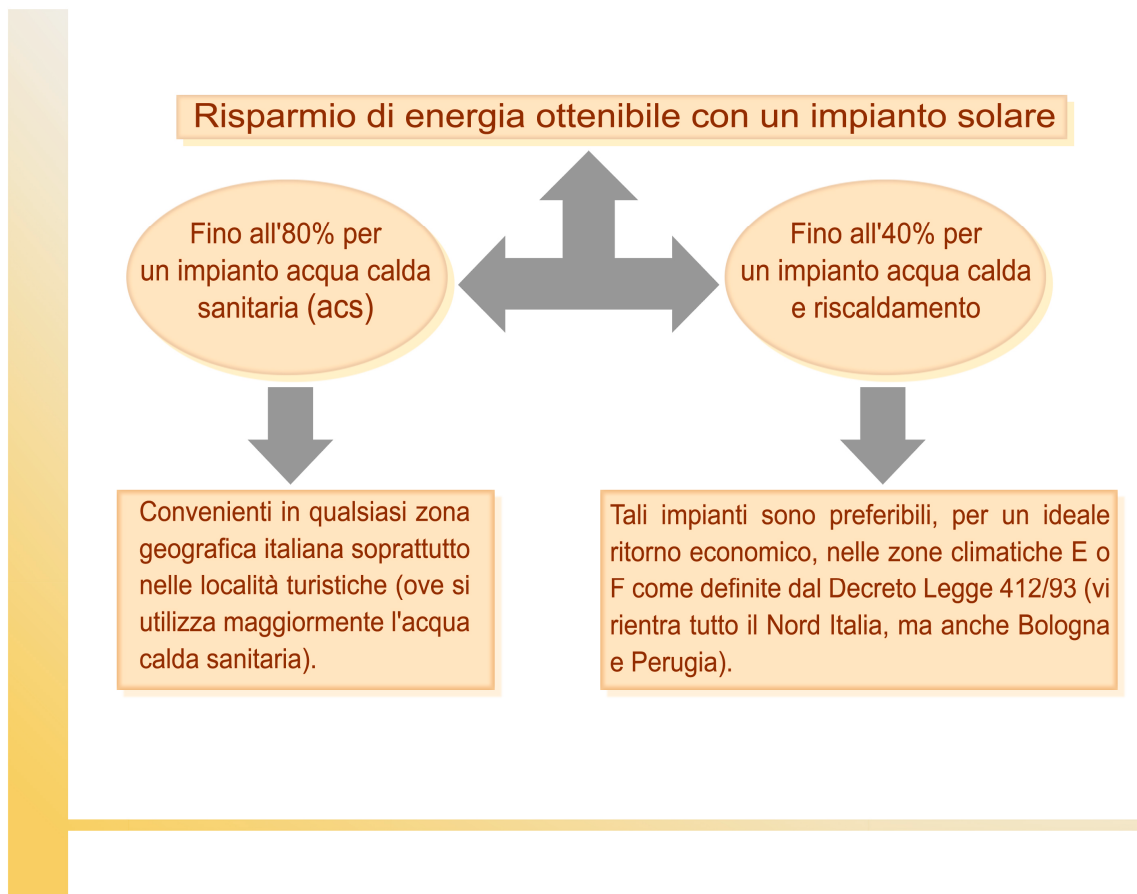 Risparmio di energia ottenibile con un impianto solare
Fino all'80% per
un impianto acqua calda
sanitaria (acs)
Fino all'40% per
un impianto acqua calda
e riscaldamento
Convenienti in qualsiasi zona
geografica italiana soprattutto
nelle località turistiche (ove si
utilizza maggiormente l'acqua
calda sanitaria).
Tali impianti sono preferibili, per un ideale
ritorno economico, nelle zone climatiche E o
F come definite dal Decreto Legge 412/93 (vi
rientra tutto il Nord Italia, ma anche Bologna
e Perugia).